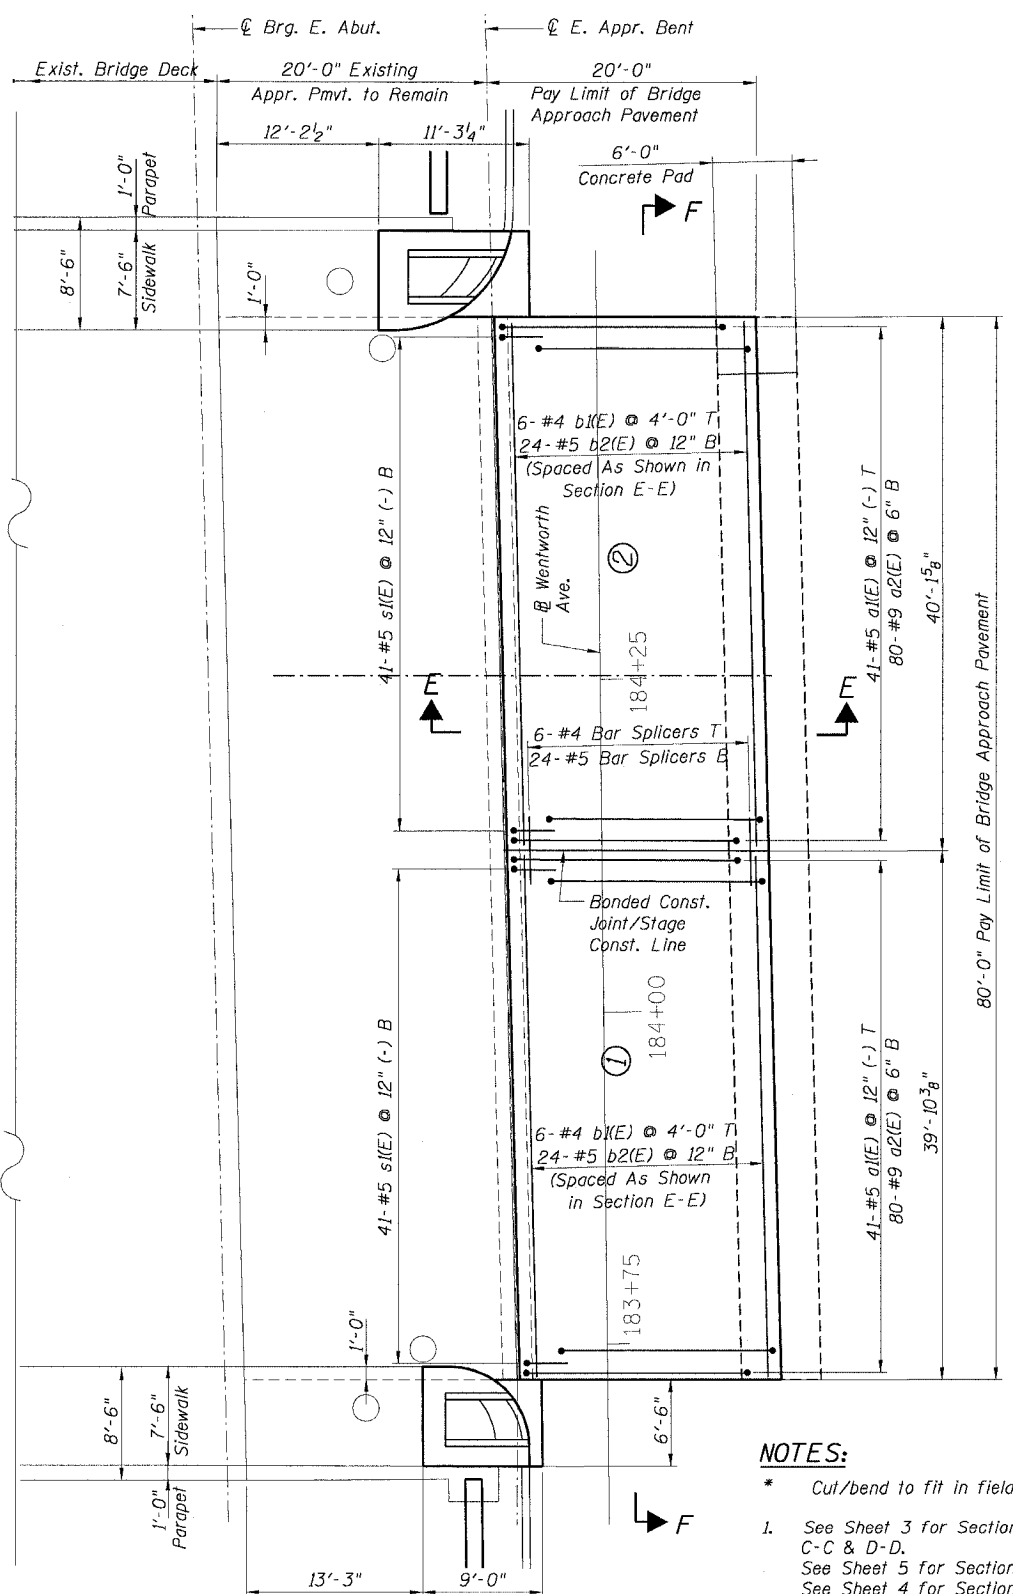 ℄ Brg. E. Abut.
℄ E. Appr. Bent
Exist. Bridge Deck
20'-0" Existing
Appr. Pmvt. to Remain
20'-0"
Pay Limit of Bridge
Approach Pavement
12'-2½"
11'-3¼"
6'-0"
Concrete Pad
F
1'-0"
Parapet
8'-6"
7'-6"
Sidewalk
1'-0"
6-#4 b1(E) @ 4'-0" T
24-#5 b2(E) @ 12" B
(Spaced As Shown in
Section E-E)
41-#5 s1(E) @ 12" (-) B
Wentworth
Ave.
2
184+25
41-#5 a1(E) @ 12" (-) T
80-#9 a2(E) @ 6" B
40'-1⅝"
80'-0" Pay Limit of Bridge Approach Pavement
E
E
6-#4 Bar Splicers T
24-#5 Bar Splicers B
Bonded Const.
Joint/Stage
Const. Line
184+00
1
41-#5 s1(E) @ 12" (-) B
41-#5 a1(E) @ 12" (-) T
80-#9 a2(E) @ 6" B
39'-10⅜"
6-#4 b1(E) @ 4'-0" T
24-#5 b2(E) @ 12" B
(Spaced As Shown
in Section E-E)
183+75
1'-0"
8'-6"
7'-6"
Sidewalk
1'-0"
Parapet
6'-6"
F
13'-3"
9'-0"
NOTES:
* Cut/bend to fit in field
1. See Sheet 3 for Section
C-C & D-D.
See Sheet 5 for Section
See Sheet 4 for Section